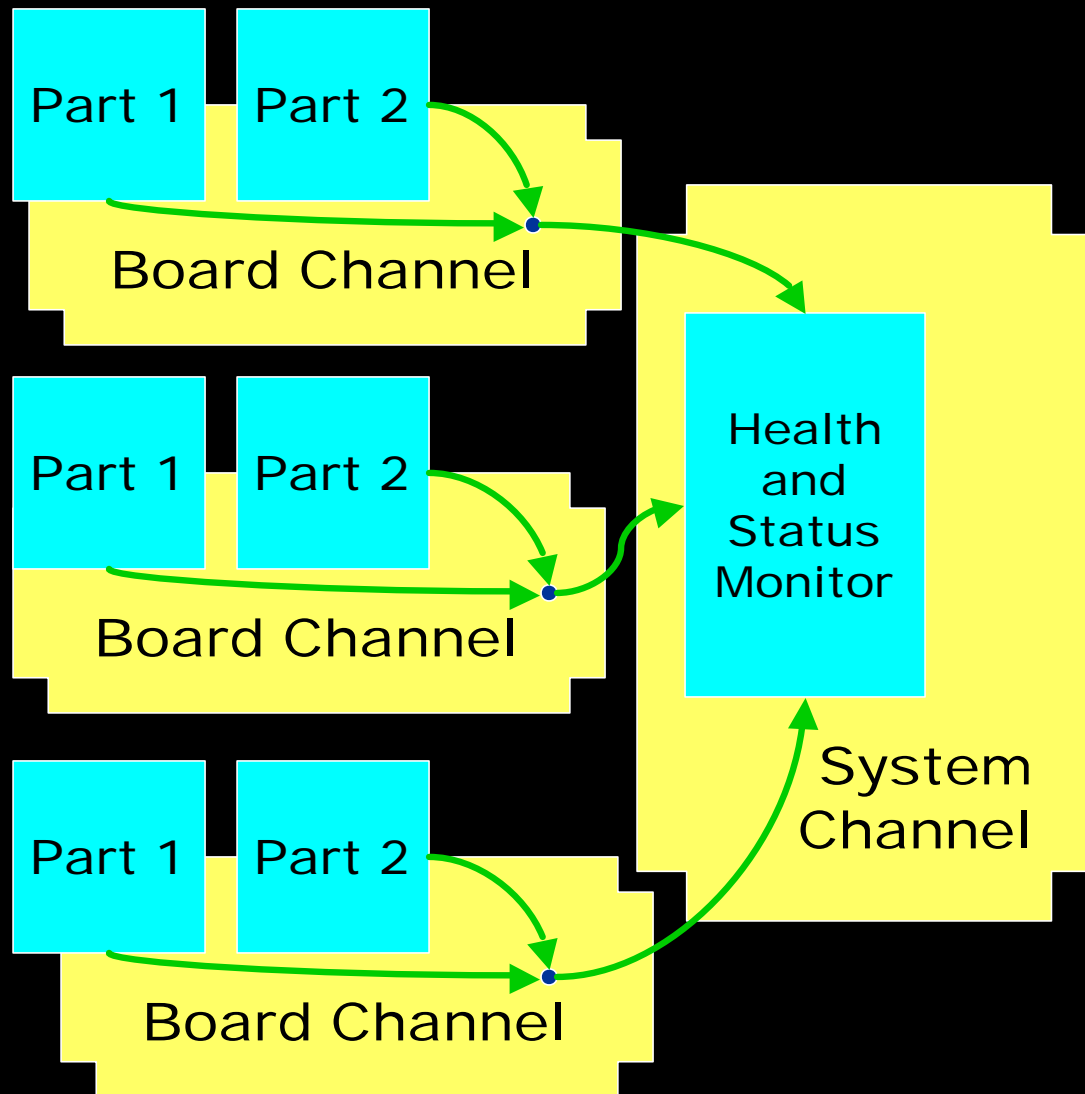 Part 1
Part 2
Board Channel
Part 1
Part 2
Board Channel
Part 1
Part 2
Board Channel
Health
and
Status
Monitor
System
Channel